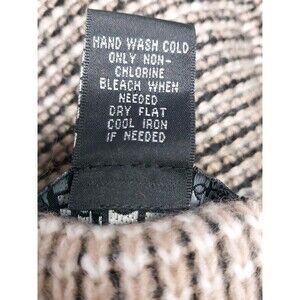 HAND WASH COLD
ONLY NON-
CHLORINE
BLEACH WHEN
NEEDED
DRY FLAT
COOL IRON
IF NEEDED